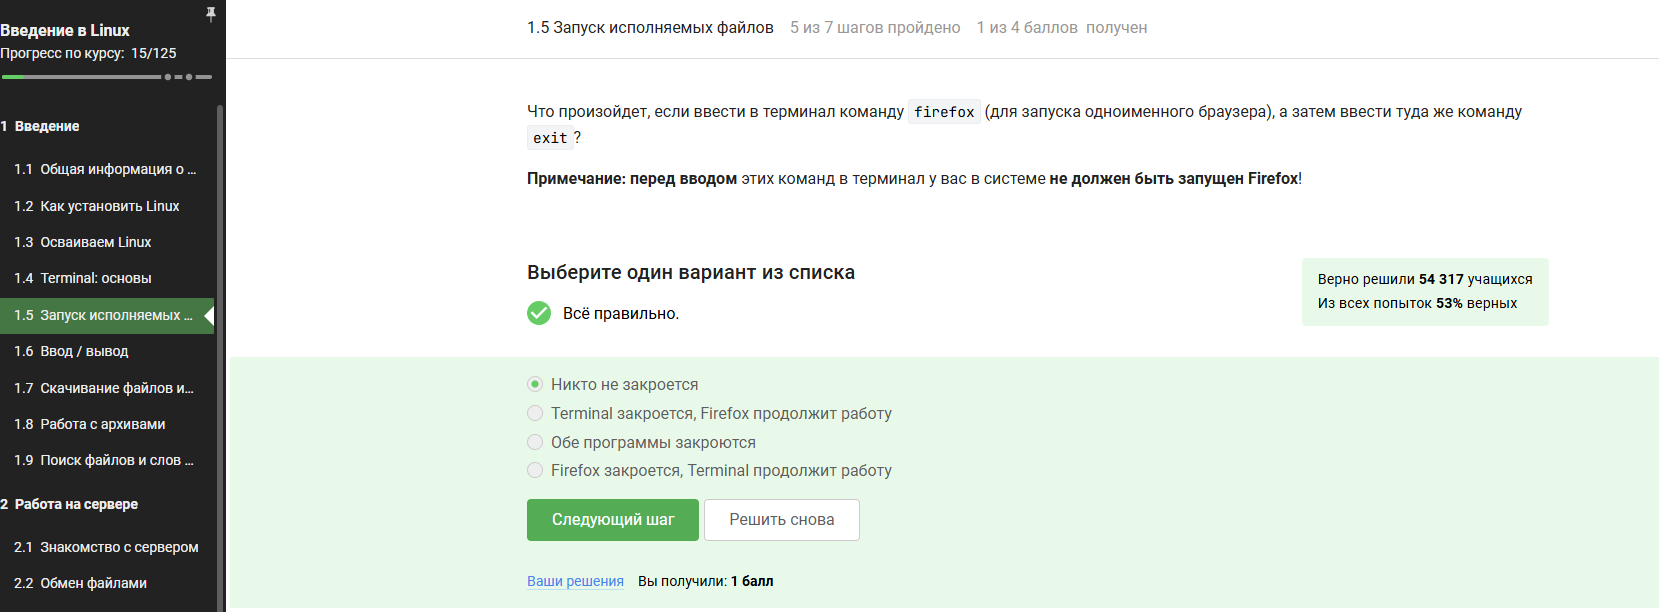 Введение в Linux
Прогресс по курсу: 15/125
1 Введение
1.1 Общая информация о ...
1.2 Как установить Linux
1.3 Осваиваем Linux
1.4 Terminal: основы
1.5 Запуск исполняемых ...
1.6 Ввод / вывод
1.7 Скачивание файлов и...
1.8 Работа с архивами
1.9 Поиск файлов и слов ...
2 Работа на сервере
2.1 Знакомство с сервером
2.2 Обмен файлами
1.5 Запуск исполняемых файлов 5 из 7 шагов пройдено 1 из 4 баллов получен
Что произойдет, если ввести в терминал команду firefox (для запуска одноименного браузера), а затем ввести туда же команду
exit ?
Примечание: перед вводом этих команд в терминал у вас в системе не должен быть запущен Firefox!
Выберите один вариант из списка
Всё правильно.
Верно решили 54 317 учащихся
Из всех попыток 53% верных
Никто не закроется
Terminal закроется, Firefox продолжит работу
Обе программы закроются
Firefox закроется, Terminal продолжит работу
Следующий шаг
Решить снова
Ваши решения Вы получили: 1 балл